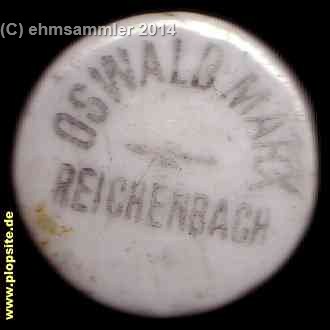 (C) ehmsammler 2014
OSWALD MARX
REICHENBACH
www.plopsite.de